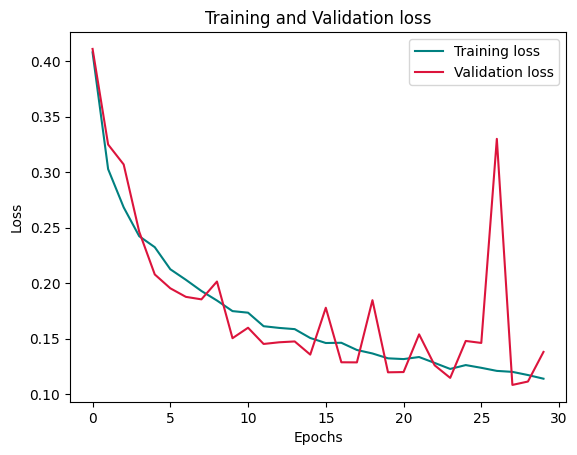 Training and Validation loss
Training loss
Validation loss
Loss
0.40
0.35
0.30
0.25
0.20
0.15
0.10
0 5 10 15 20 25 30
Epochs